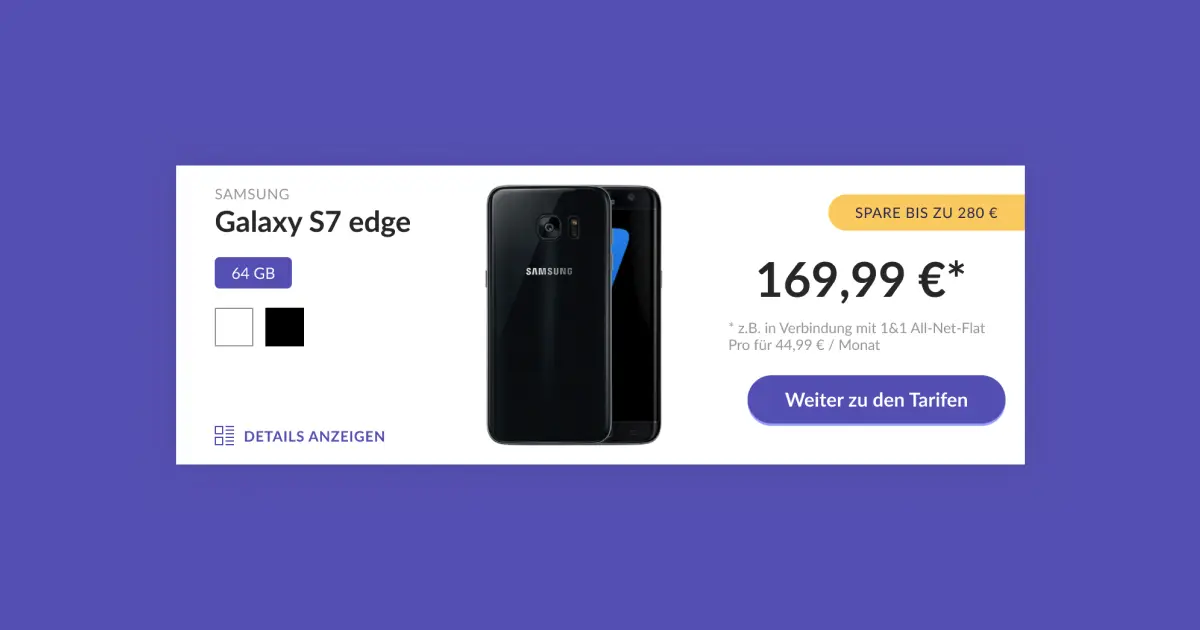 SAMSUNG
Galaxy S7 edge
64 GB
DETAILS ANZEIGEN
SAMSUNG
SPARE BIS ZU 280 €
169,99 €*
* z.B. in Verbindung mit 1&1 All-Net-Flat
Pro für 44,99 € / Monat
Weiter zu den Tarifen